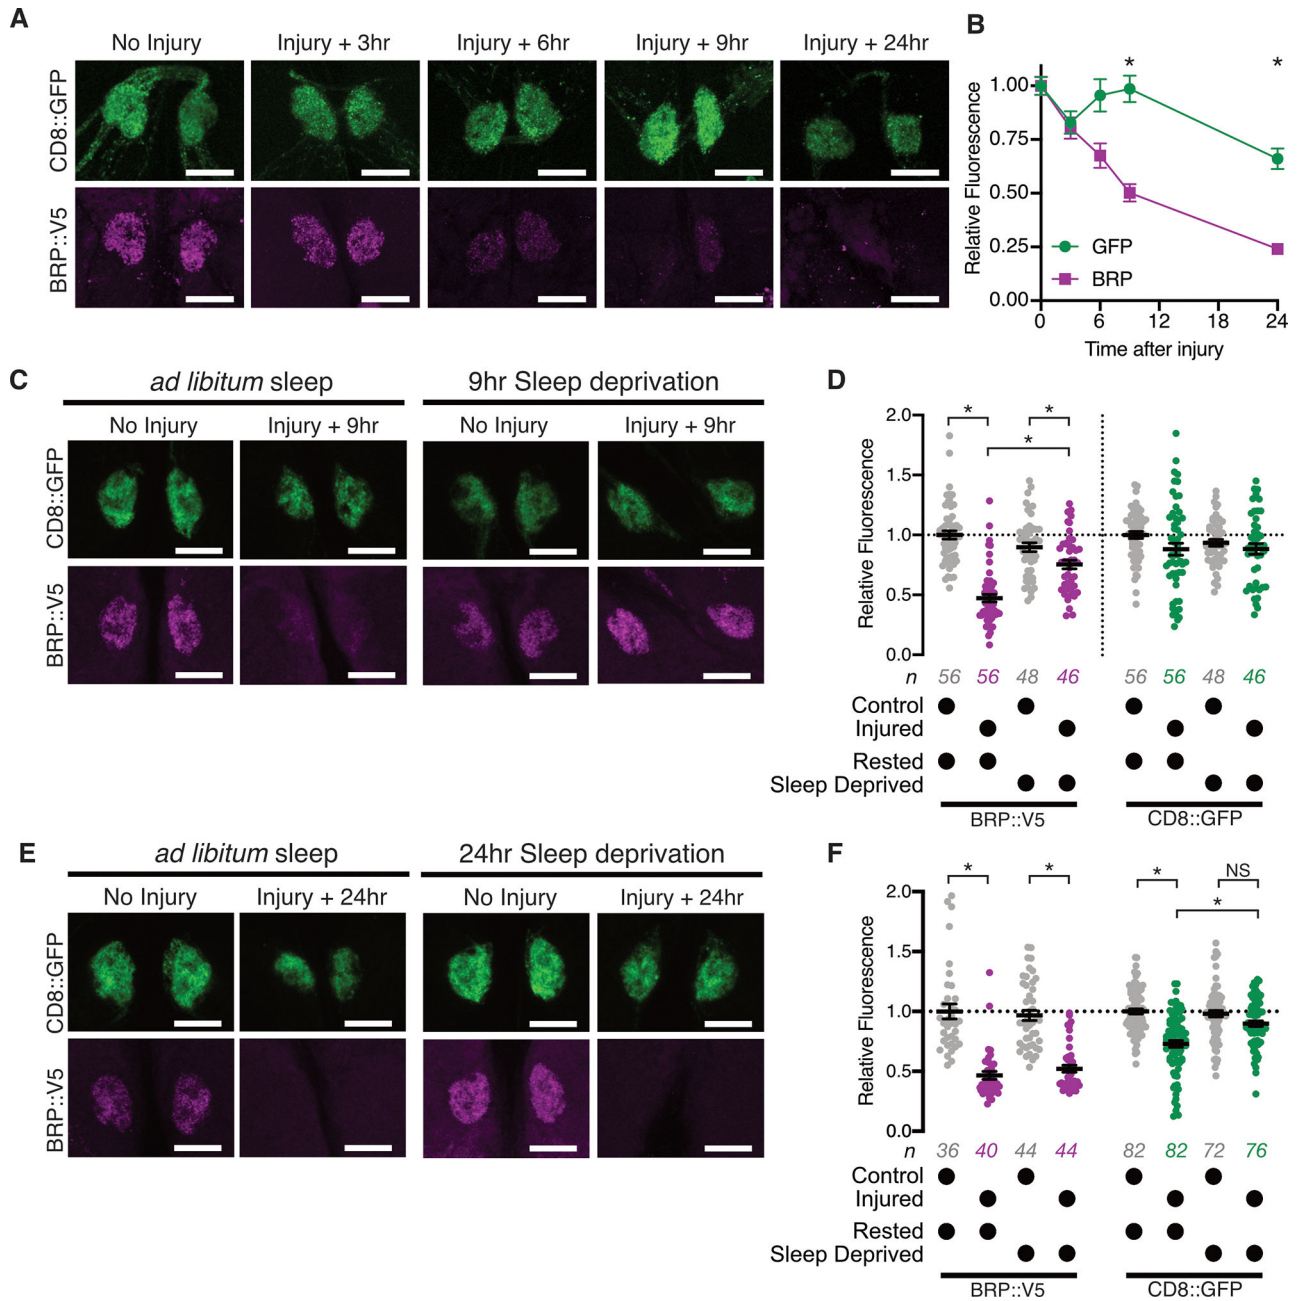 A
No Injury
Injury + 3hr
Injury + 6hr
Injury + 9hr
Injury + 24hr
CD8::GFP
BRP::V5
B
*
*
1.00
0.75
0.50
0.25
0.00
Relative Fluorescence
GFP
BRP
0
6
12
18
24
Time after injury
C
ad libitum sleep
9hr Sleep deprivation
No Injury
Injury + 9hr
No Injury
Injury + 9hr
CD8::GFP
BRP::V5
D
2.0
1.5
1.0
0.5
0.0
Relative Fluorescence
*
*
*
n
56
56
48
46
56
56
48
46
Control
Injured
Rested
Sleep Deprived
BRP::V5
CD8::GFP
E
ad libitum sleep
24hr Sleep deprivation
No Injury
Injury + 24hr
No Injury
Injury + 24hr
CD8::GFP
BRP::V5
F
2.0
1.5
1.0
0.5
0.0
Relative Fluorescence
*
*
*
NS
*
n
36
40
44
44
82
82
72
76
Control
Injured
Rested
Sleep Deprived
BRP::V5
CD8::GFP